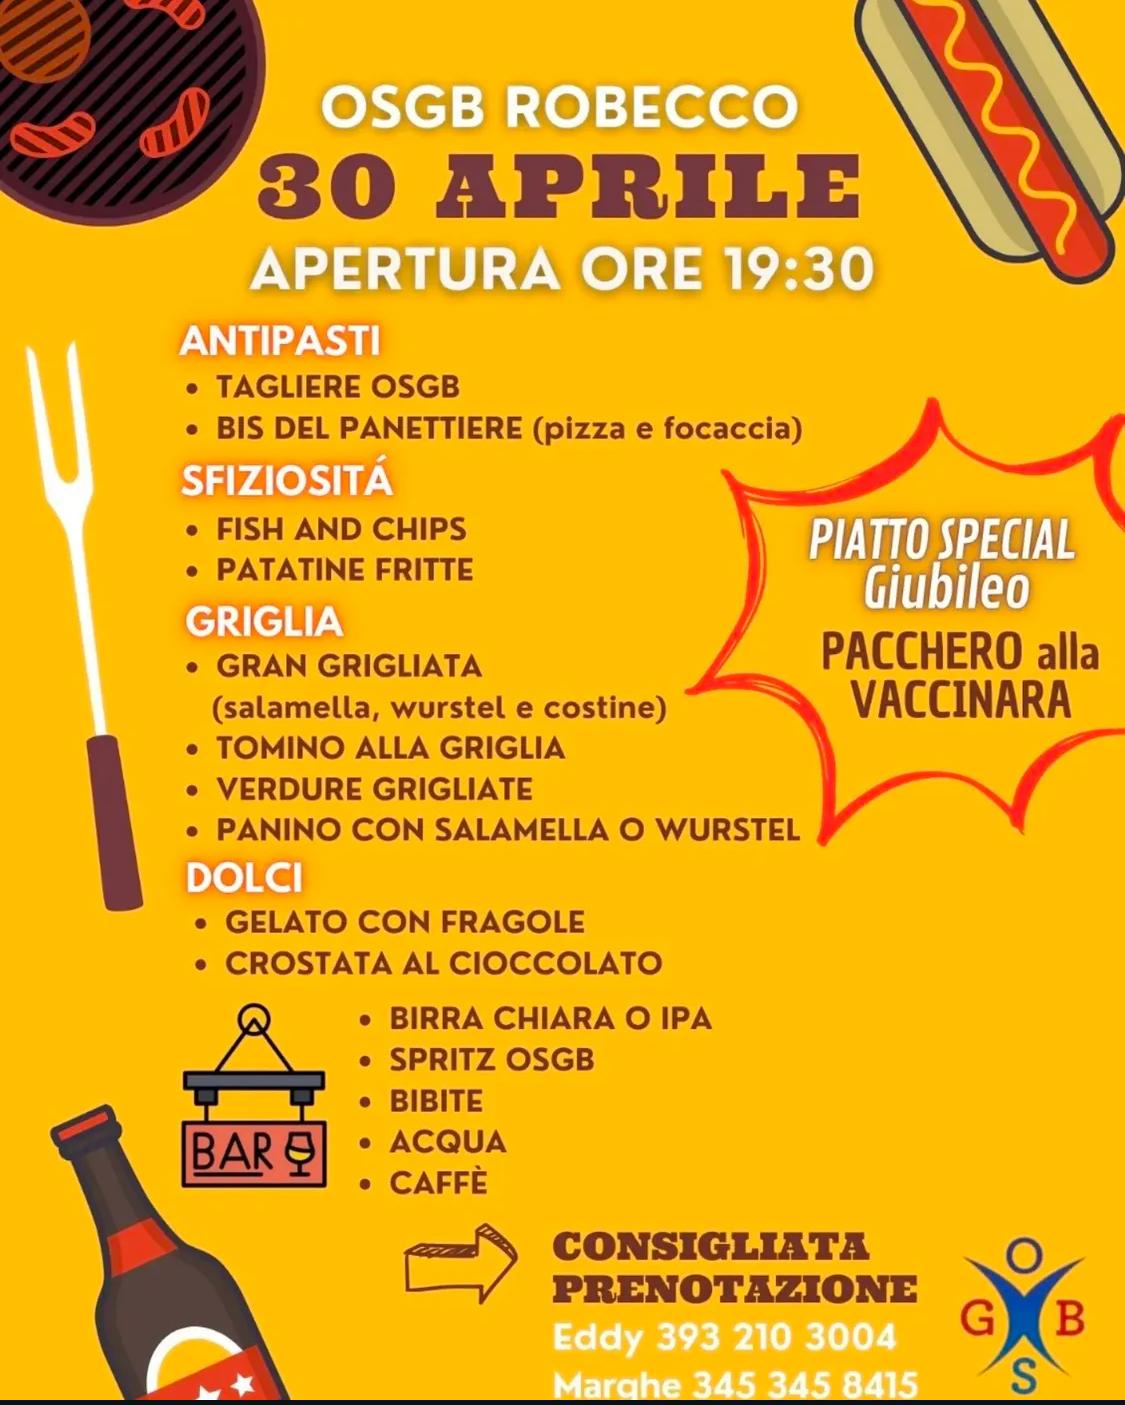 OSGB ROBECCO
30 APRILE
APERTURA ORE 19:30
ANTIPASTI
• TAGLIERE OSGB
• BIS DEL PANETTIERE (pizza e focaccia)
SFIZIOSITÁ
• FISH AND CHIPS
• PATATINE FRITTE
GRIGLIA
• GRAN GRIGLIATA
(salamella, wurstel e costine)
• TOMINO ALLA GRIGLIA
• VERDURE GRIGLIATE
• PANINO CON SALAMELLA O WURSTEL
PIATTO SPECIAL
Giubileo
PACCHERO alla
VACCINARA
DOLCI
• GELATO CON FRAGOLE
• CROSTATA AL CIOCCOLATO
BAR
• BIRRA CHIARA O IPA
• SPRITZ OSGB
• BIBITE
• ACQUA
• CAFFÈ
CONSIGLIATA
PRENOTAZIONE
Eddy 393 210 3004
Marghe 345 345 8415
O
G B
S